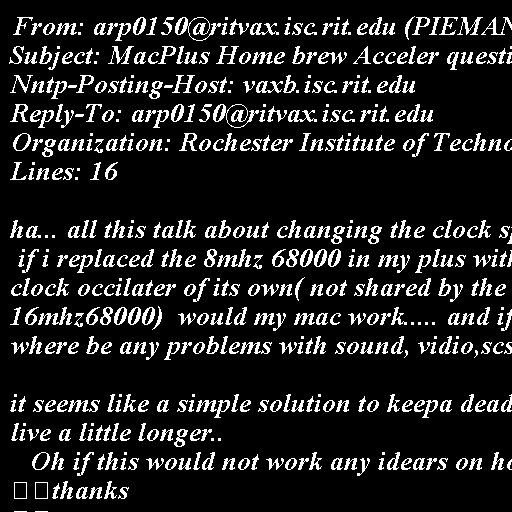 From: arp0150@ritvax.isc.rit.edu (PIEMAN
Subject: MacPlus Home brew Acceler questi
Nntp-Posting-Host: vaxb.isc.rit.edu
Reply-To: arp0150@ritvax.isc.rit.edu
Organization: Rochester Institute of Techno
Lines: 16

ha... all this talk about changing the clock sp
 if i replaced the 8mhz 68000 in my plus with
clock occilater of its own( not shared by the
16mhz68000)  would my mac work..... and if
where be any problems with sound, vidio,scs

it seems like a simple solution to keepa dead
live a little longer..
   Oh if this would not work any idears on ho
thanks